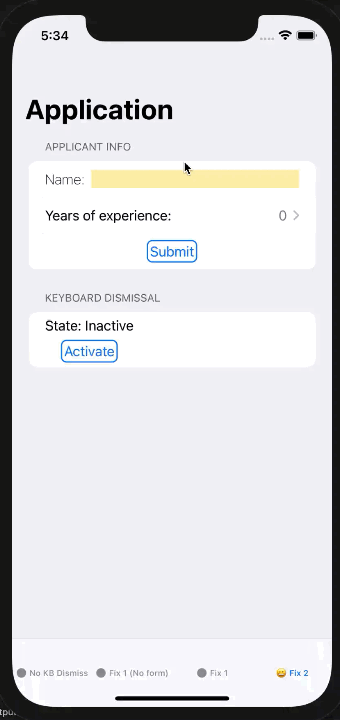 5:34
Application
APPLICANT INFO
Name:
Years of experience: 0
Submit
KEYBOARD DISMISSAL
State: Inactive
Activate
No KB Dismiss Fix 1 (No form) Fix 1 Fix 2